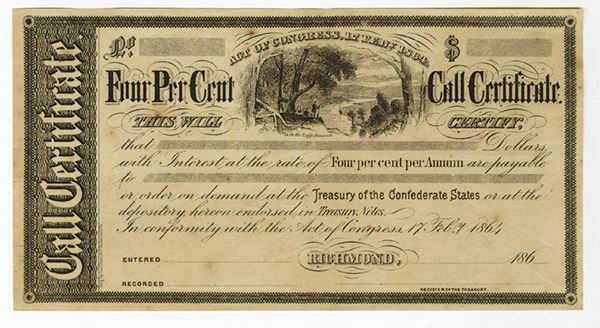 Call Certificate.
No.
ACT OF CONGRESS, 17 FEBY. 1864.
$
Four Per Cent
Call Certificate.
THIS WILL
CERTIFY,
that
Dollars,
with Interest at the rate of Four per cent per Annum are payable
to
or order on demand at the Treasury of the Confederate States or at the
depository hereon endorsed in Treasury Notes.
In conformity with the Act of Congress 17 Feby 1864
ENTERED
RICHMOND,
186
RECORDED
REGISTER OF THE TREASURY.